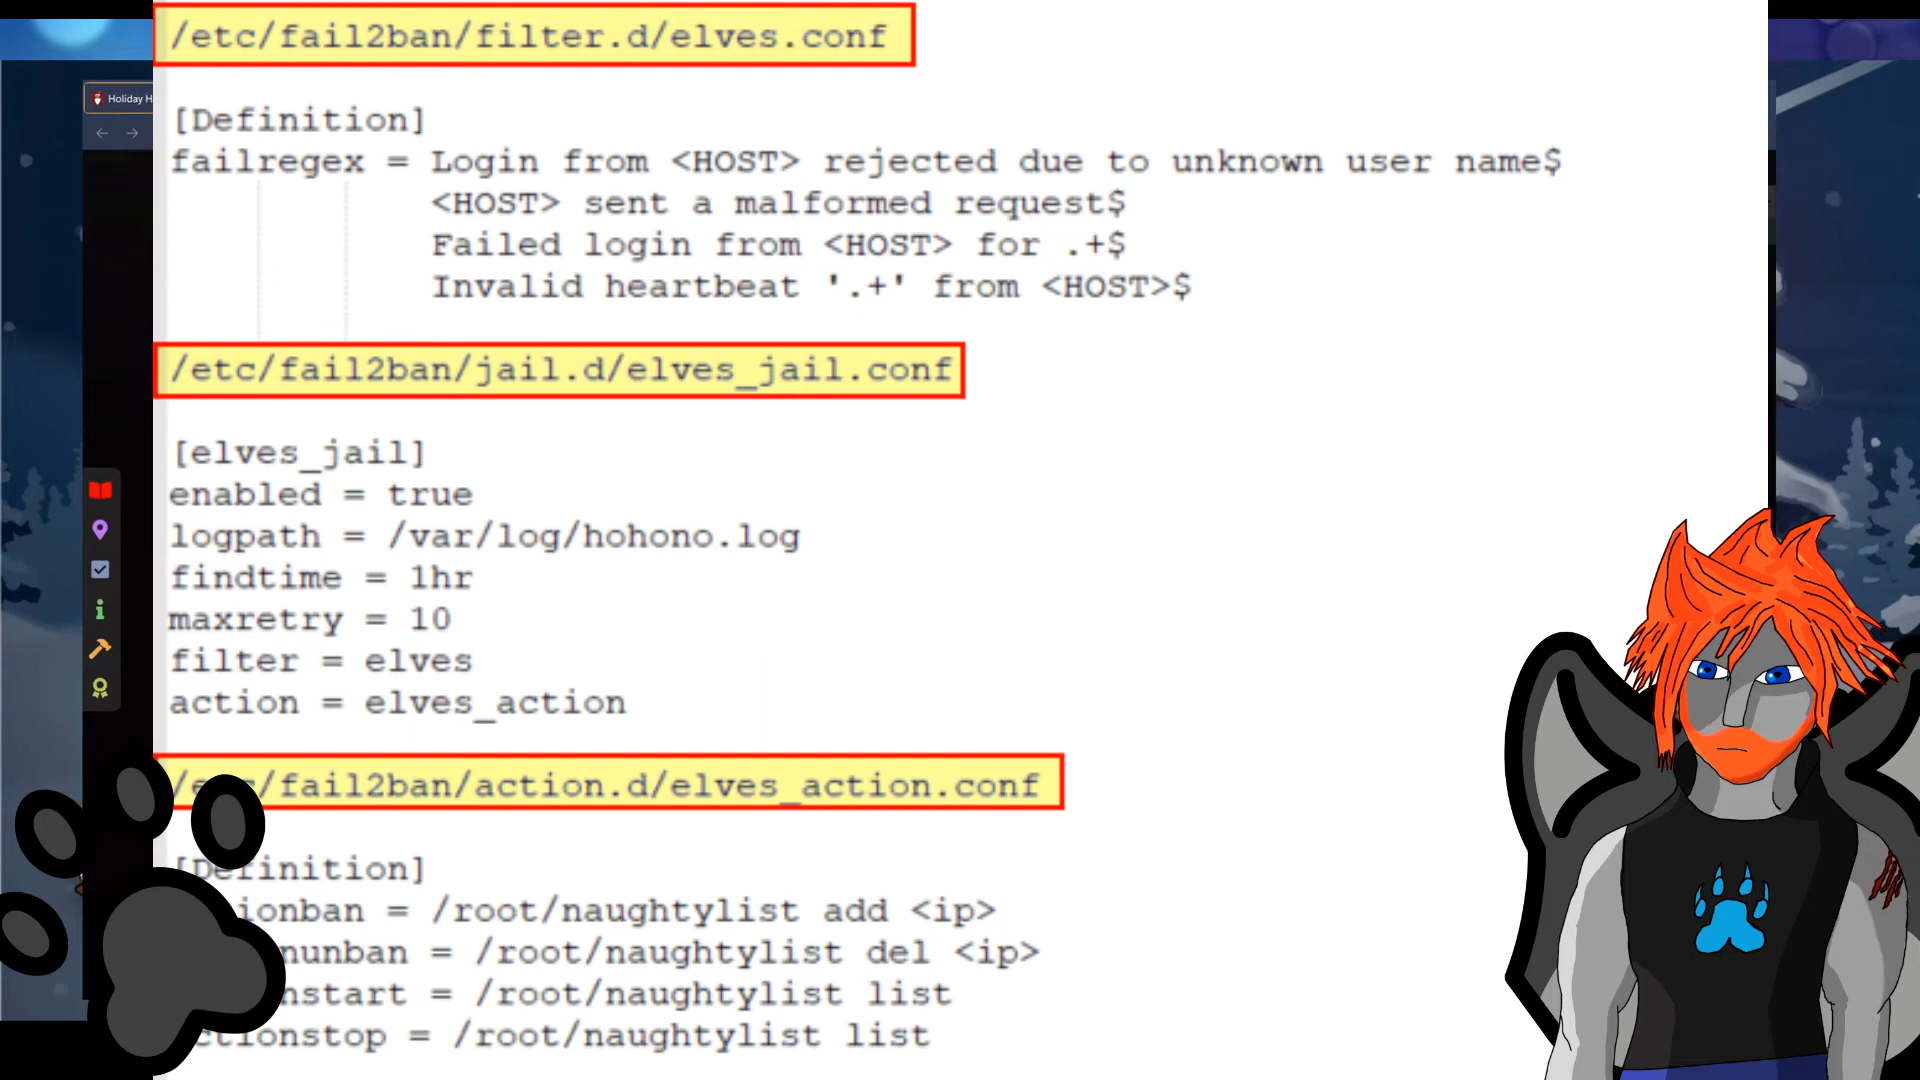 /etc/fail2ban/filter.d/elves.conf
Holiday H
[Definition]
failregex = Login from <HOST> rejected due to unknown user name$
<HOST> sent a malformed request$
Failed login from <HOST> for .+$
Invalid heartbeat '.+' from <HOST>$
/etc/fail2ban/jail.d/elves_jail.conf
[elves_jail]
enabled = true
logpath = /var/log/hohono.log
findtime = 1hr
maxretry = 10
filter = elves
action = elves_action
/etc/fail2ban/action.d/elves_action.conf
[Definition]
ionban = /root/naughtylist add <ip>
nunban = /root/naughtylist del <ip>
nstart = /root/naughtylist list
ctionstop = /root/naughtylist list